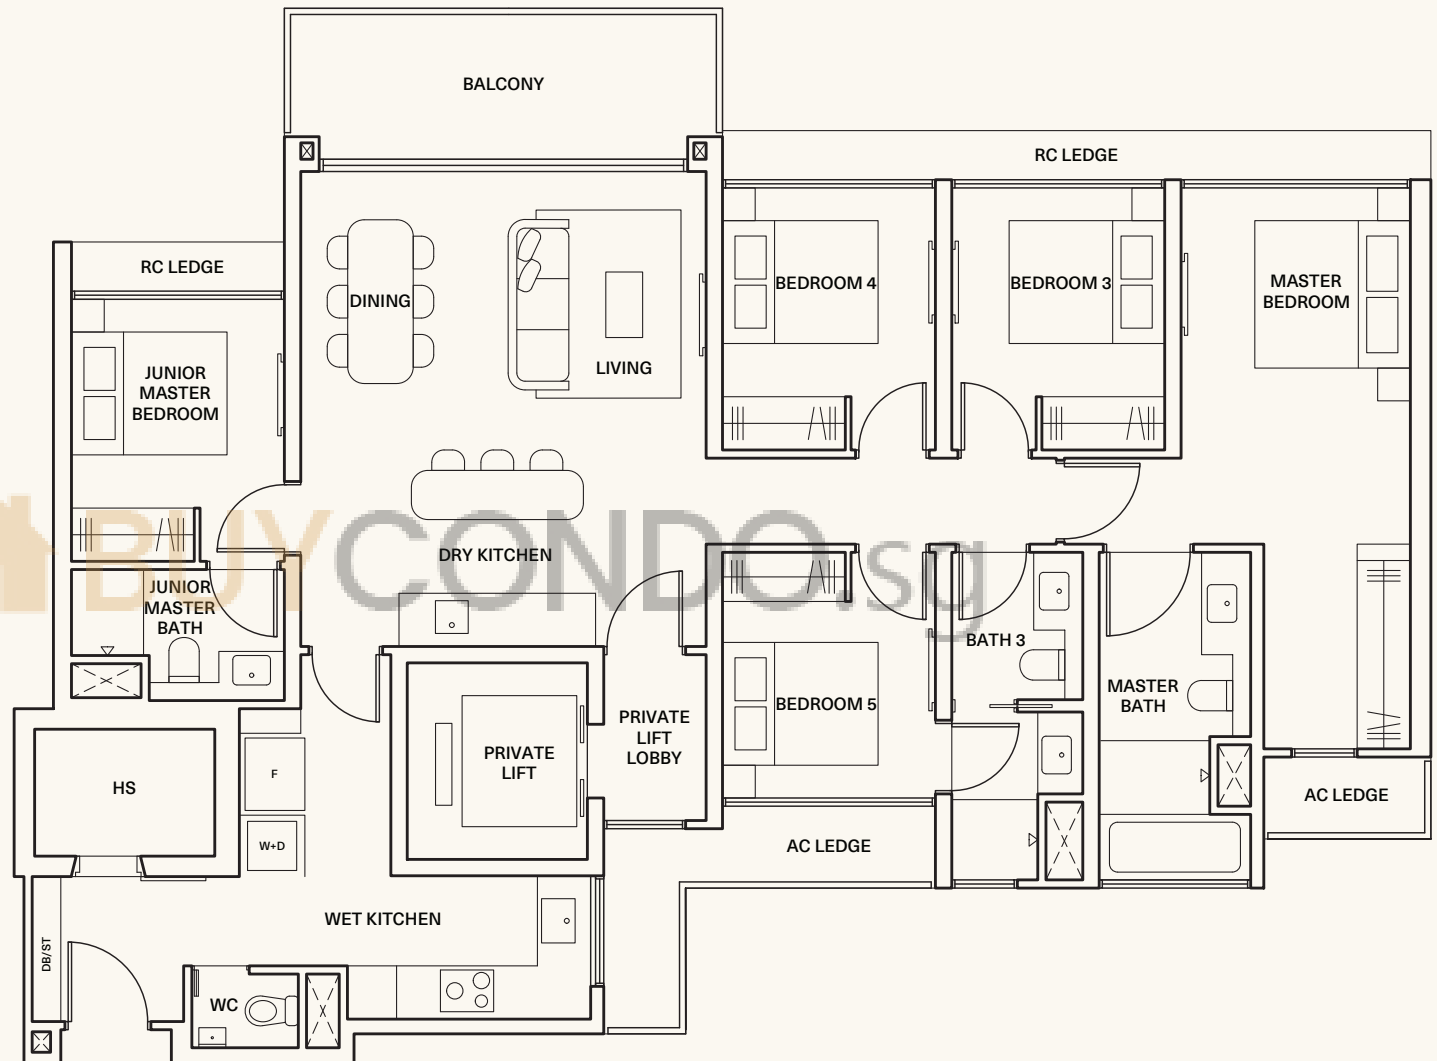 BALCONY
RC LEDGE
RC LEDGE
DINING
LIVING
BEDROOM 4
BEDROOM 3
MASTER
BEDROOM
JUNIOR
MASTER
BEDROOM
BUYCONDO.sg
DRY KITCHEN
JUNIOR
MASTER
BATH
BATH 3
MASTER
BATH
BEDROOM 5
PRIVATE
LIFT
LOBBY
PRIVATE
LIFT
F
HS
AC LEDGE
W+D
AC LEDGE
WET KITCHEN
DB/ST
WC